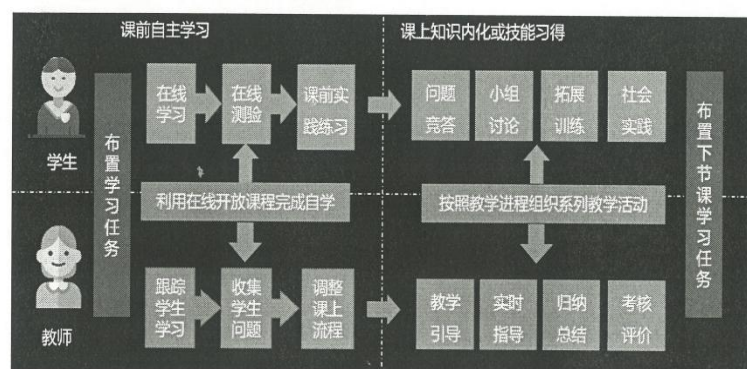 课前自主学习
课上知识内化或技能习得
学生
布置学习任务
在线
学习
在线
测验
课前实
践练习
问题
竞答
小组
讨论
拓展
训练
社会
实践
布置下节课学习任务
利用在线开放课程完成自学
按照教学进程组织系列教学活动
教师
跟踪
学生
学习
收集
学生
问题
调整
课上
流程
教学
引导
实时
指导
归纳
总结
考核
评价